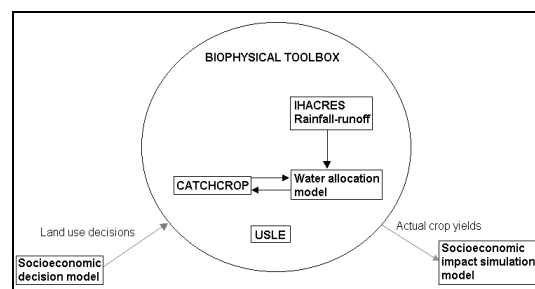 BIOPHYSICAL TOOLBOX
IHACRES
Rainfall-runoff
CATCHCROP
Water allocation
model
Land use decisions
USLE
Actual crop yields
Socioeconomic
decision model
Socioeconomic
impact simulation
model